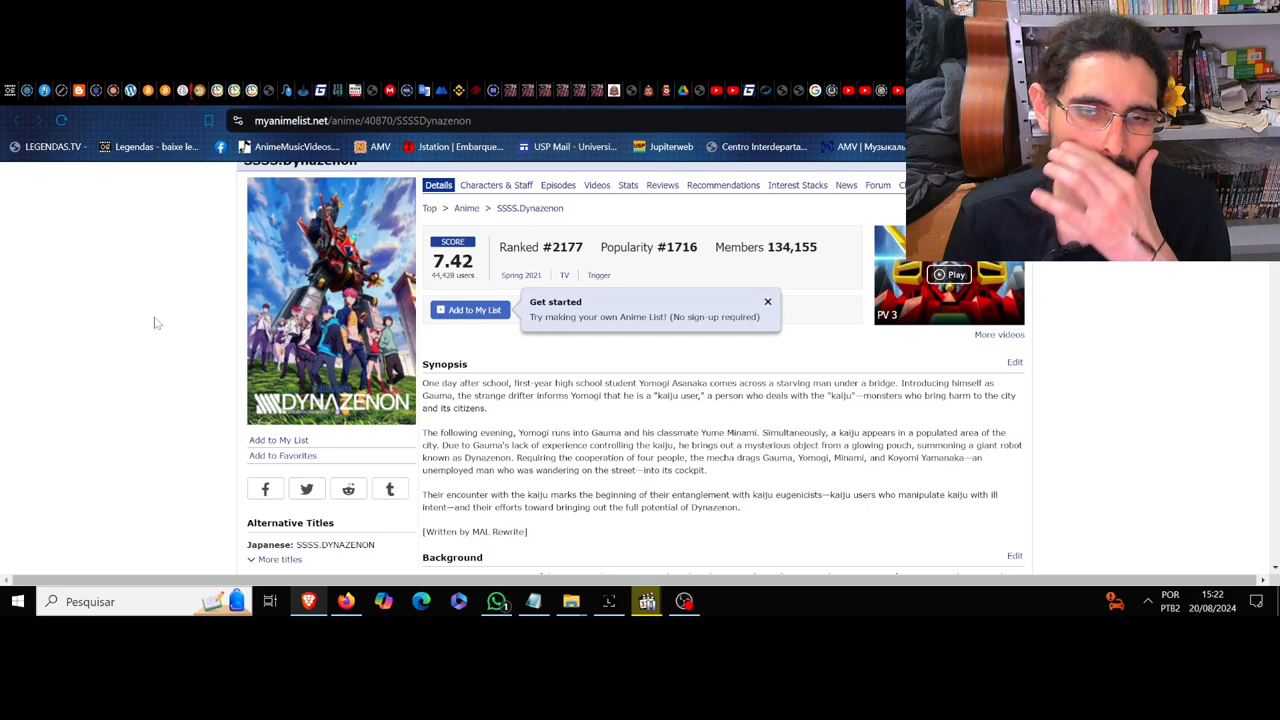 myanimelist.net/anime/40870/SSSSDynazenon
LEGENDAS.TV - Legendas - baixe le... AnimeMusicVideos.... AMV Jstation | Embarque... USP Mail - Universi... Jupiterweb Centro Interdeparta... AMV | Музыкаль
SSSS.Dynazenon
Details Characters & Staff Episodes Videos Stats Reviews Recommendations Interest Stacks News Forum
Top > Anime > SSSS.Dynazenon
SCORE
7.42
44,428 users
Ranked #2177 Popularity #1716 Members 134,155
Spring 2021 TV Trigger
Add to My List
Get started
Try making your own Anime List! (No sign-up required)
Play
PV 3
More videos
DYNAZENON
Synopsis Edit
One day after school, first-year high school student Yomogi Asanaka comes across a starving man under a bridge. Introducing himself as
Gauma, the strange drifter informs Yomogi that he is a "kaiju user," a person who deals with the "kaiju"—monsters who bring harm to the city
and its citizens.
The following evening, Yomogi runs into Gauma and his classmate Yume Minami. Simultaneously, a kaiju appears in a populated area of the
city. Due to Gauma's lack of experience controlling the kaiju, he brings out a mysterious object from a glowing pouch, summoning a giant robot
known as Dynazenon. Requiring the cooperation of four people, the mecha drags Gauma, Yomogi, Minami, and Koyomi Yamanaka—an
unemployed man who was wandering on the street—into its cockpit.
Their encounter with the kaiju marks the beginning of their entanglement with kaiju eugenicists—kaiju users who manipulate kaiju with ill
intent—and their efforts toward bringing out the full potential of Dynazenon.
[Written by MAL Rewrite]
Background Edit
Add to My List
Add to Favorites
Alternative Titles
Japanese: SSSS.DYNAZENON
More titles
Pesquisar
POR
PTB2
15:22
20/08/2024